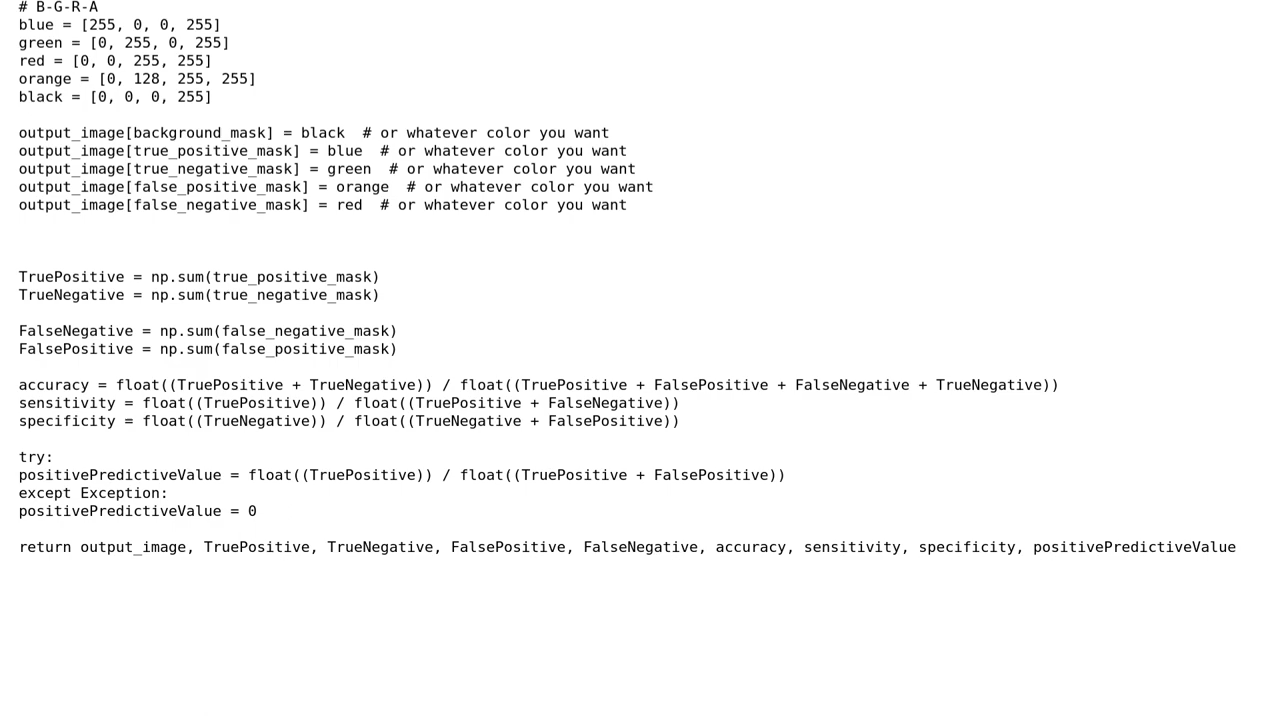 # B-G-R-A
blue = [255, 0, 0, 255]
green = [0, 255, 0, 255]
red = [0, 0, 255, 255]
orange = [0, 128, 255, 255]
black = [0, 0, 0, 255]
output_image[background_mask] = black  # or whatever color you want
output_image[true_positive_mask] = blue  # or whatever color you want
output_image[true_negative_mask] = green  # or whatever color you want
output_image[false_positive_mask] = orange  # or whatever color you want
output_image[false_negative_mask] = red  # or whatever color you want
TruePositive = np.sum(true_positive_mask)
TrueNegative = np.sum(true_negative_mask)
FalseNegative = np.sum(false_negative_mask)
FalsePositive = np.sum(false_positive_mask)
accuracy = float((TruePositive + TrueNegative)) / float((TruePositive + FalsePositive + FalseNegative + TrueNegative))
sensitivity = float((TruePositive)) / float((TruePositive + FalseNegative))
specificity = float((TrueNegative)) / float((TrueNegative + FalsePositive))
try:
positivePredictiveValue = float((TruePositive)) / float((TruePositive + FalsePositive))
except Exception:
positivePredictiveValue = 0
return output_image, TruePositive, TrueNegative, FalsePositive, FalseNegative, accuracy, sensitivity, specificity, positivePredictiveValue